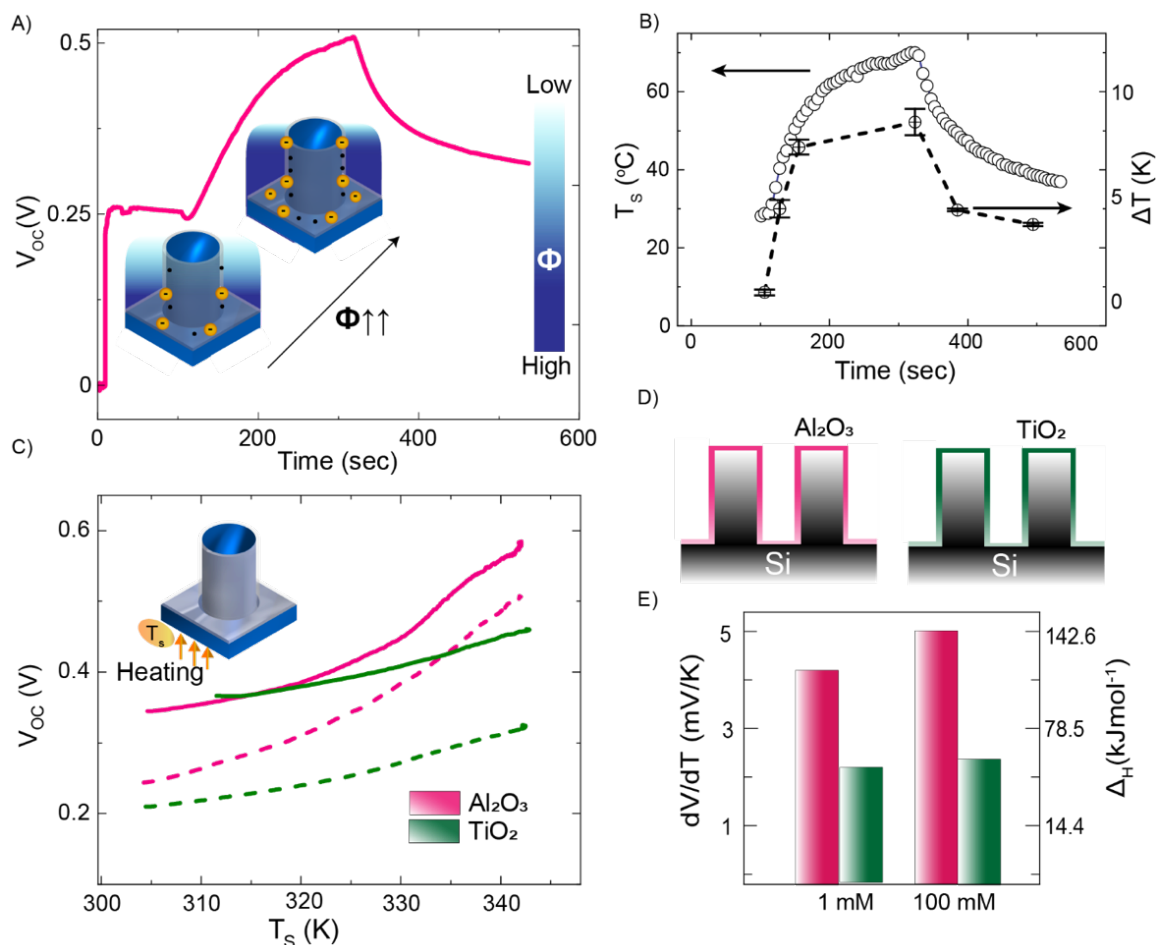 A)
0.5
0.25
0
V_OC(V)
0
200
400
600
Time (sec)
Φ↑↑
Low
Φ
High
B)
60
40
20
0
T_S (°C)
10
5
0
ΔT (K)
0
200
400
600
Time (sec)
C)
0.6
0.4
0.2
V_OC (V)
T_s
Heating
Al₂O₃
TiO₂
300
310
320
330
340
T_S (K)
D)
Al₂O₃
TiO₂
Si
Si
E)
5
3
1
dV/dT (mV/K)
142.6
78.5
14.4
Δ_H(kJmol⁻¹)
1 mM
100 mM